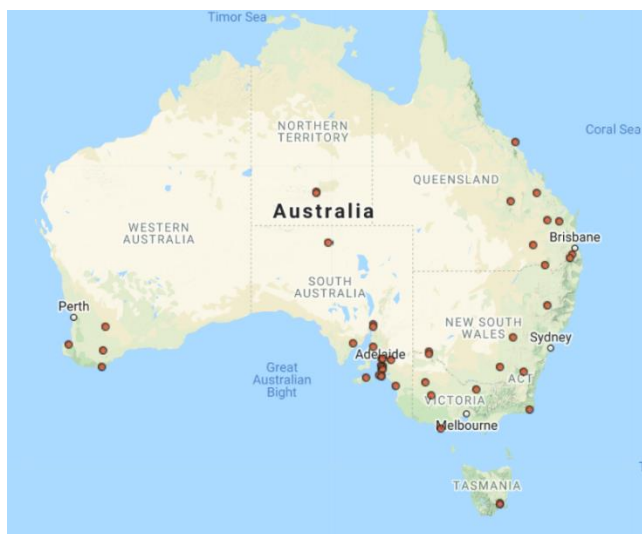 Timor Sea
Coral Sea
NORTHERN
TERRITORY
QUEENSLAND
Australia
WESTERN
AUSTRALIA
Brisbane
SOUTH
AUSTRALIA
Perth
NEW SOUTH
WALES
Sydney
Adelaide
Great
Australian
Bight
ACT
VICTORIA
Melbourne
TASMANIA